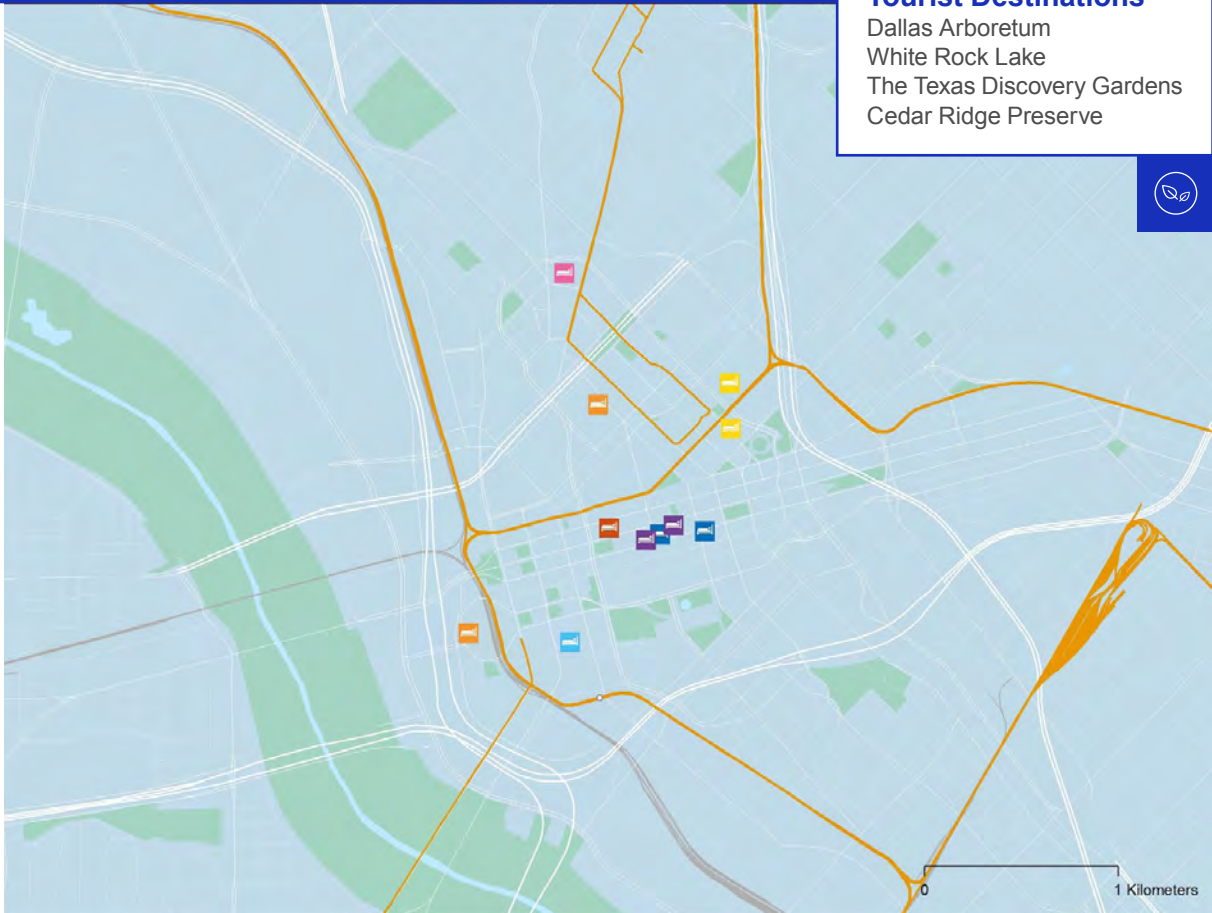 Tourist Destinations
Dallas Arboretum
White Rock Lake
The Texas Discovery Gardens
Cedar Ridge Preserve
0
1 Kilometers